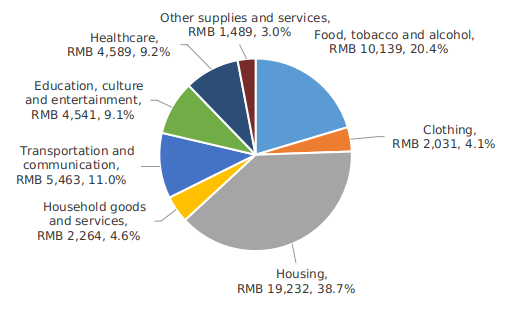 Other supplies and services,
RMB 1,489, 3.0%
Food, tobacco and alcohol,
RMB 10,139, 20.4%
Clothing,
RMB 2,031, 4.1%
Housing,
RMB 19,232, 38.7%
Household goods
and services,
RMB 2,264, 4.6%
Transportation and
communication,
RMB 5,463, 11.0%
Education, culture
and entertainment,
RMB 4,541, 9.1%
Healthcare,
RMB 4,589, 9.2%